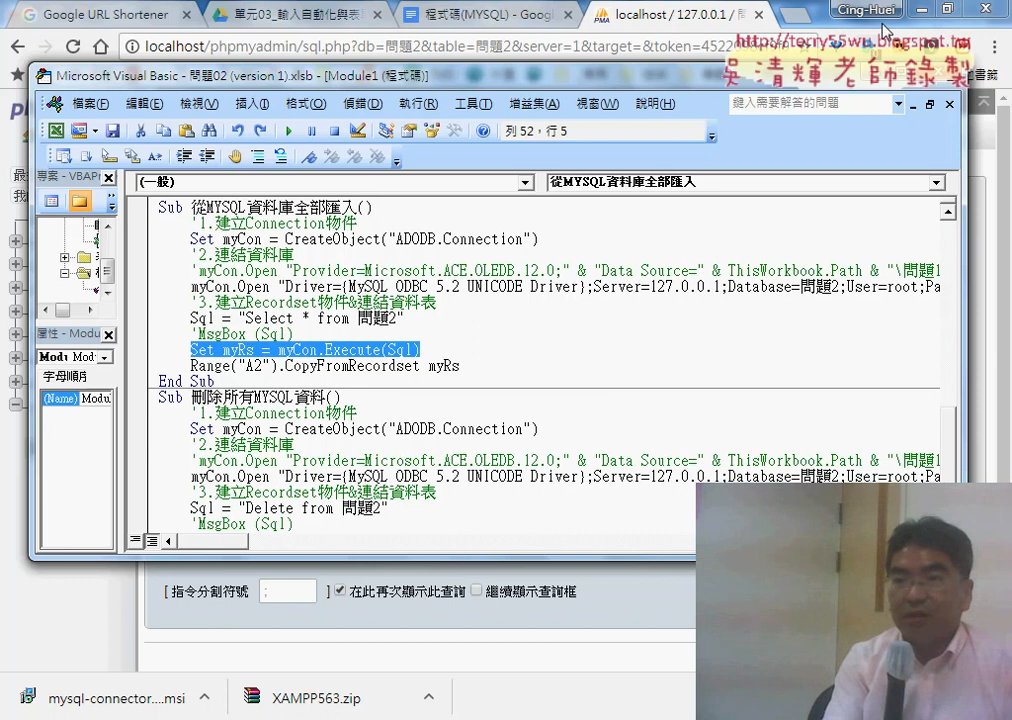 Google URL Shortener
單元03_輸入自動化與表
程式碼(MYSQL) - Goog
localhost / 127.0.0.1 / 問
Cing-Huei
localhost/phpmyadmin/sql.php?db=問題2&table=問題2&server=1&target=&token=4522
http://terry55wu.blogspot.tw
吳清輝老師錄製
Microsoft Visual Basic - 問題02 (version 1).xlsb - [Module1 (程式碼)]
檔案(F)
編輯(E)
檢視(V)
插入(I)
格式(O)
偵錯(D)
執行(R)
工具(T)
增益集(A)
視窗(W)
說明(H)
鍵入需要解答的問題
列 52，行 5
專案 - VBAP
(一般)
從MYSQL資料庫全部匯入
Sub 從MYSQL資料庫全部匯入()
'1.建立Connection物件
Set myCon = CreateObject("ADODB.Connection")
'2.連結資料庫
'myCon.Open "Provider=Microsoft.ACE.OLEDB.12.0;" & "Data Source=" & ThisWorkbook.Path & "\問題1
myCon.Open "Driver={MySQL ODBC 5.2 UNICODE Driver};Server=127.0.0.1;Database=問題2;User=root;Pa
'3.建立Recordset物件&連結資料表
Sql = "Select * from 問題2"
'MsgBox (Sql)
Set myRs = myCon.Execute(Sql)
Range("A2").CopyFromRecordset myRs
End Sub
Sub 刪除所有MYSQL資料()
'1.建立Connection物件
Set myCon = CreateObject("ADODB.Connection")
'2.連結資料庫
'myCon.Open "Provider=Microsoft.ACE.OLEDB.12.0;" & "Data Source=" & ThisWorkbook.Path & "\問題1
myCon.Open "Driver={MySQL ODBC 5.2 UNICODE Driver};Server=127.0.0.1;Database=問題2;User=root;Pa
'3.建立Recordset物件&連結資料表
Sql = "Delete from 問題2"
'MsgBox (Sql)
屬性 - Modu
Modu Mod
字母順序
(Name) Modu
[ 指令分割符號 ; ] 在此再次顯示此查詢 繼續顯示查詢框
mysql-connector....msi
XAMPP563.zip